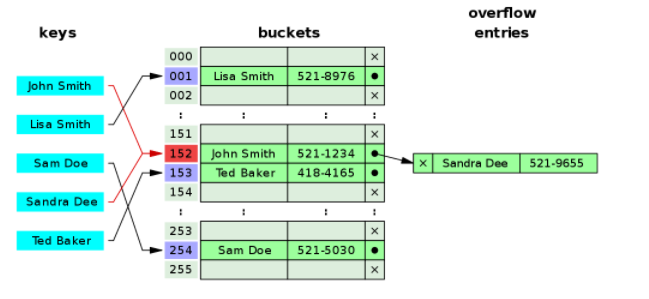 overflow
keys buckets entries
000 ×
John Smith 001 Lisa Smith 521-8976 ●
002 ×
Lisa Smith : : : :
151 ×
Sam Doe 152 John Smith 521-1234 ● × Sandra Dee 521-9655
153 Ted Baker 418-4165 ●
Sandra Dee 154 ×
: : : :
Ted Baker 253 ×
254 Sam Doe 521-5030 ●
255 ×